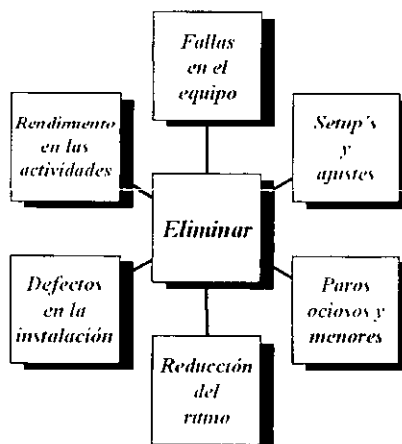 Fallas
en el
equipo
Rendimiento
en las
actividades
Setup's
y
ajustes
Eliminar
Defectos
en la
instalación
Paros
ociosos y
menores
Reducción
del
ritmo